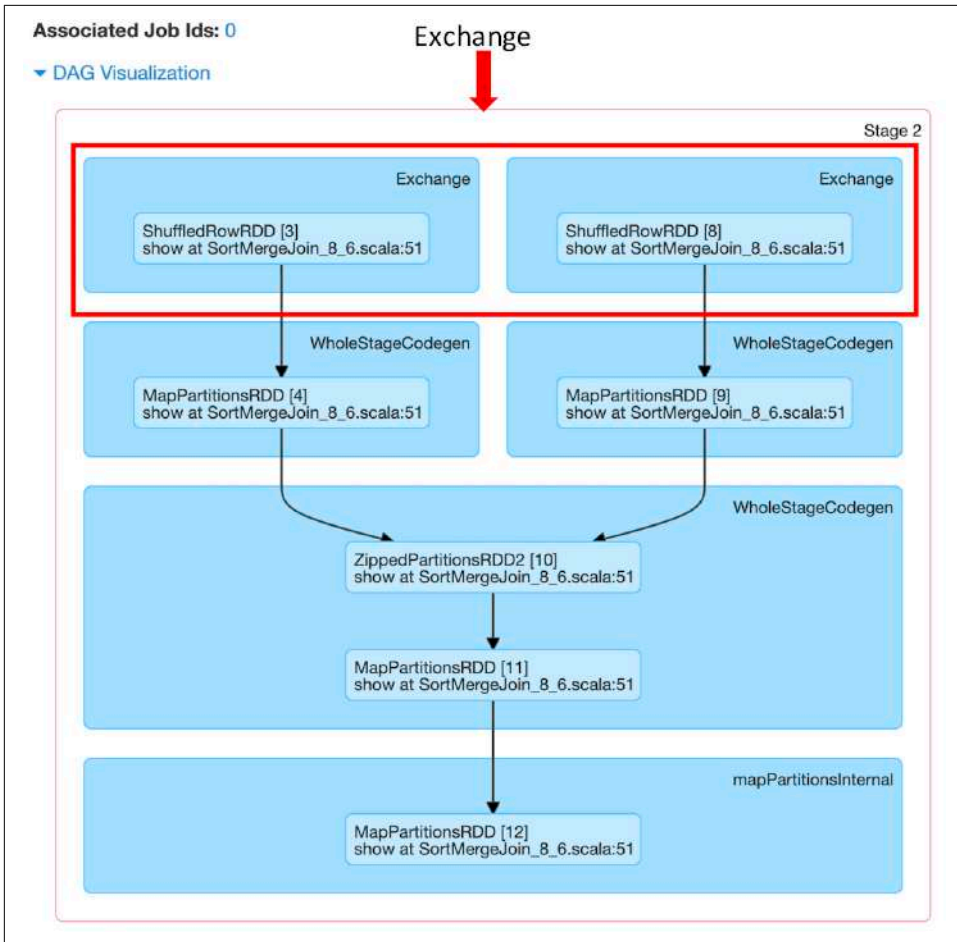 Associated Job Ids: 0
Exchange
DAG Visualization
Stage 2
Exchange
ShuffledRowRDD [3]
show at SortMergeJoin_8_6.scala:51
Exchange
ShuffledRowRDD [8]
show at SortMergeJoin_8_6.scala:51
WholeStageCodegen
MapPartitionsRDD [4]
show at SortMergeJoin_8_6.scala:51
WholeStageCodegen
MapPartitionsRDD [9]
show at SortMergeJoin_8_6.scala:51
WholeStageCodegen
ZippedPartitionsRDD2 [10]
show at SortMergeJoin_8_6.scala:51
MapPartitionsRDD [11]
show at SortMergeJoin_8_6.scala:51
mapPartitionsInternal
MapPartitionsRDD [12]
show at SortMergeJoin_8_6.scala:51